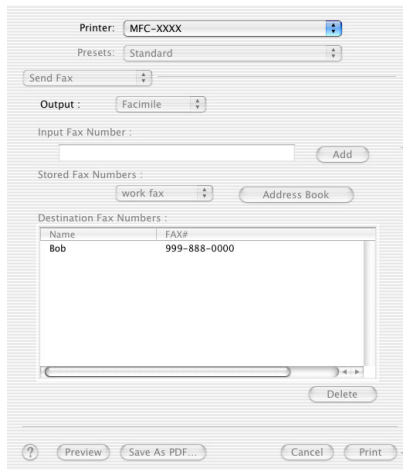 Printer: MFC-XXXX
Presets: Standard
Send Fax
Output : Facimile
Input Fax Number :
Add
Stored Fax Numbers :
work fax Address Book
Destination Fax Numbers :
Name FAX#
Bob 999-888-0000
Delete
? Preview Save As PDF... Cancel Print